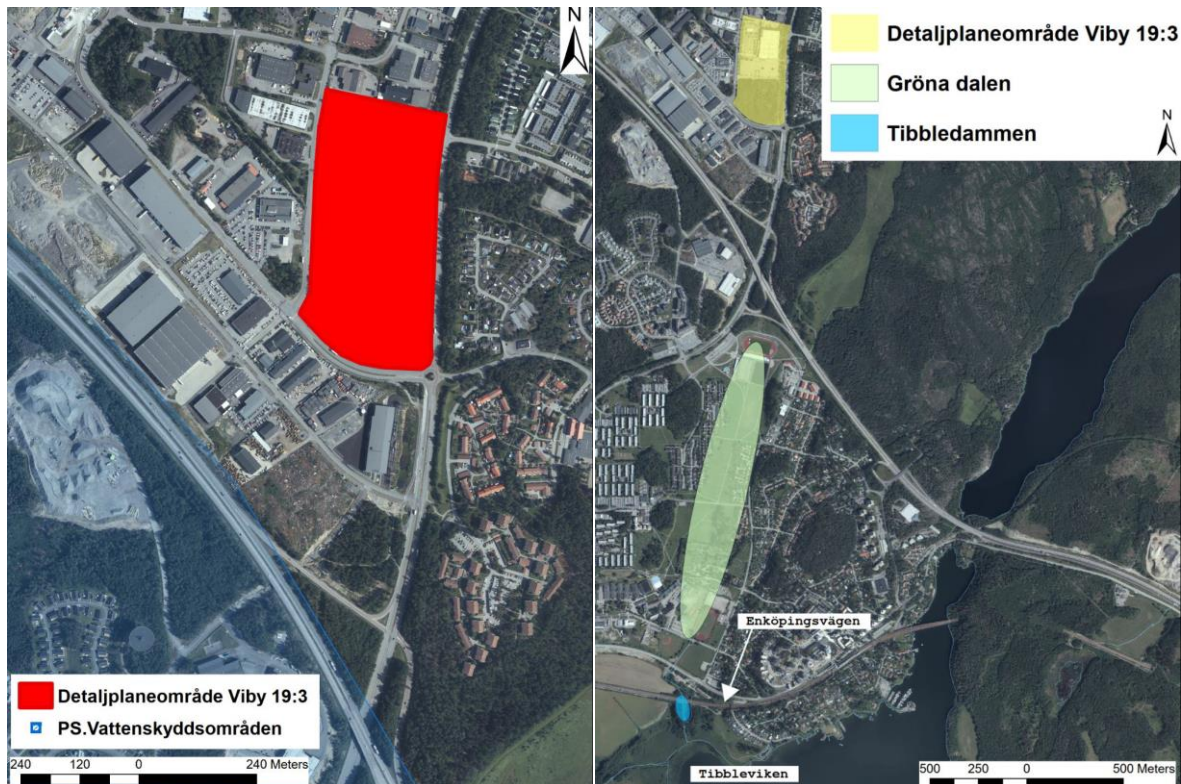 N
Detaljplaneområde Viby 19:3
PS.Vattenskyddsområden
240 120 0 240 Meters
Detaljplaneområde Viby 19:3
Gröna dalen
Tibbledammen
N
Enköpingsvägen
Tibbleviken
500 250 0 500 Meters